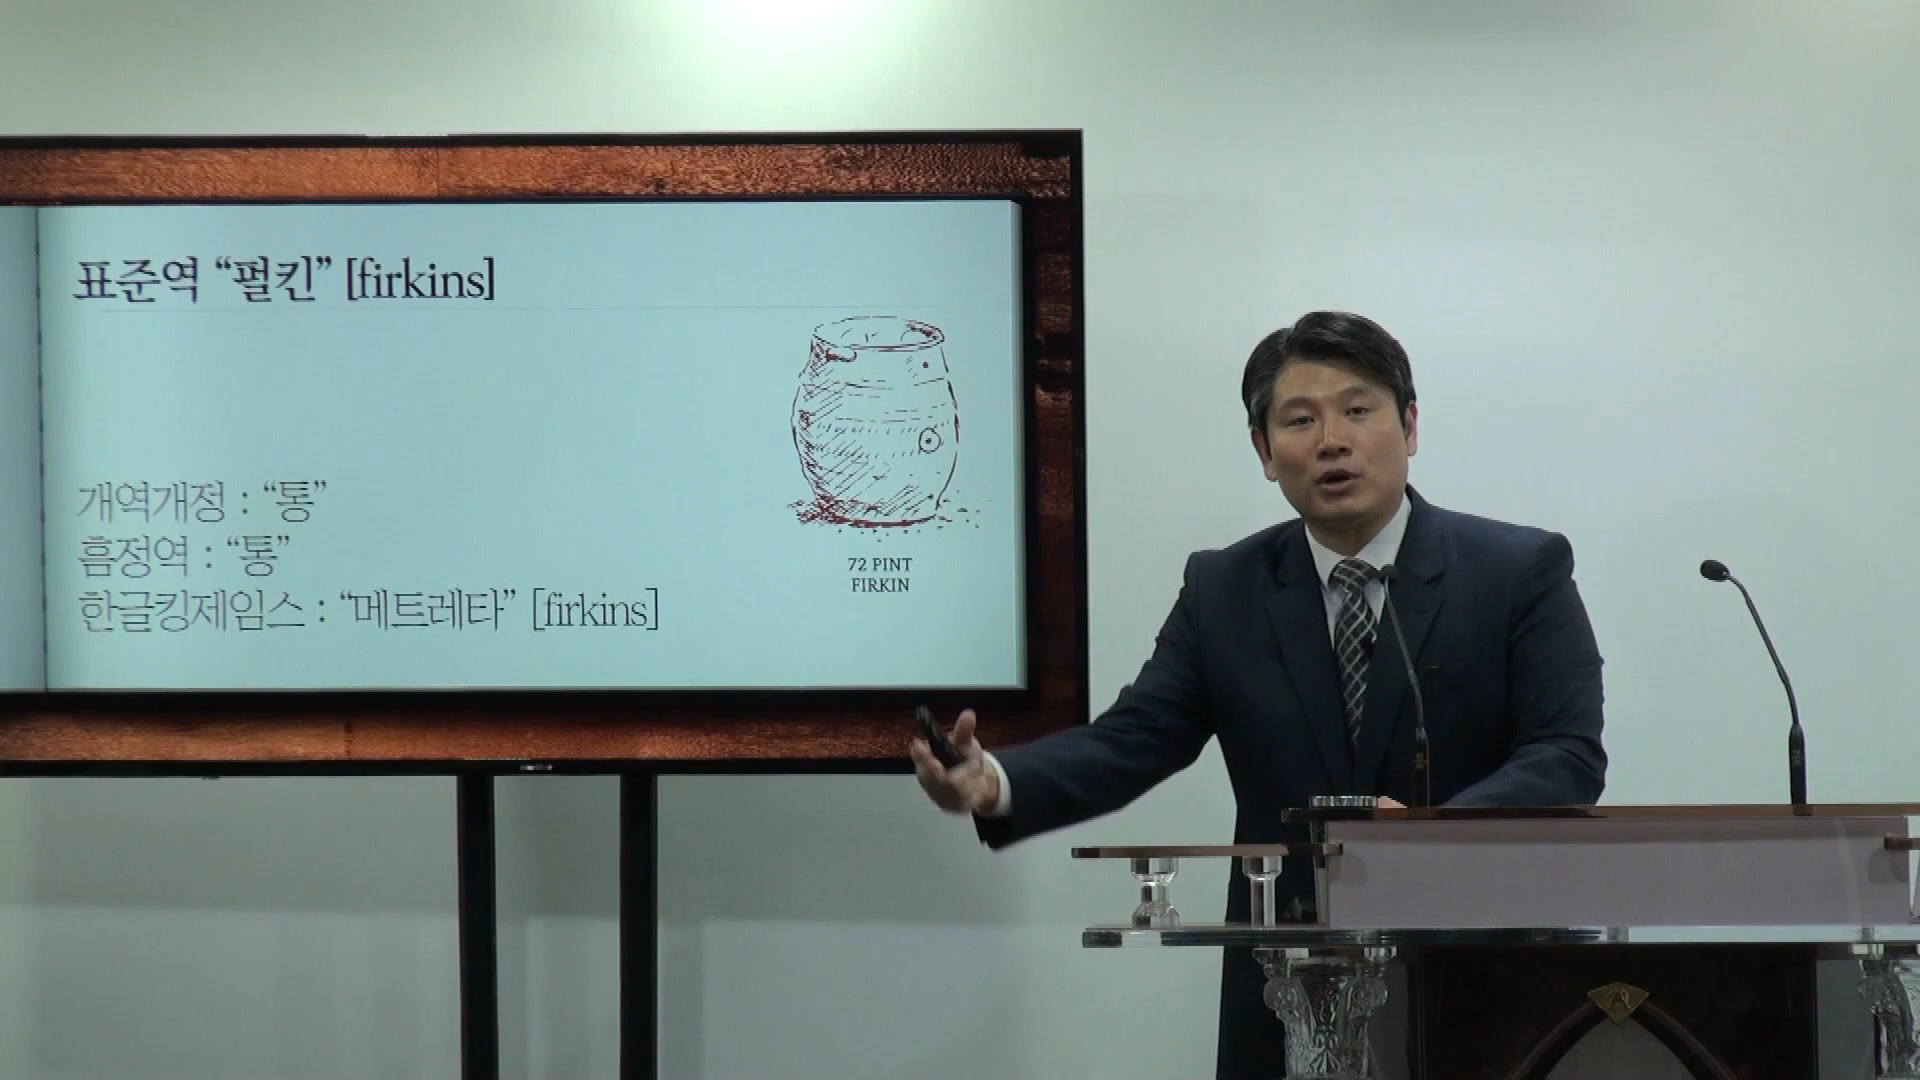 표준역 “펄킨” [firkins]
개역개정 : “통”
흠정역 : “통”
한글킹제임스 : “메트레타” [firkins]
72 PINT
FIRKIN